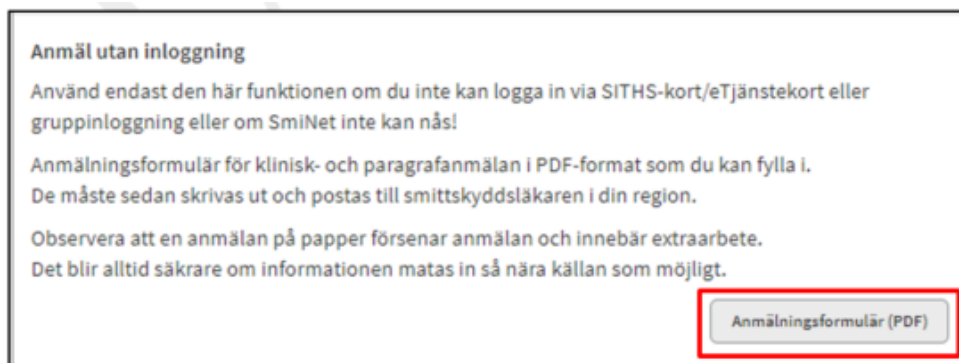 Anmäl utan inloggning
Använd endast den här funktionen om du inte kan logga in via SITHS-kort/eTjänstekort eller
gruppinloggning eller om SmiNet inte kan nås!
Anmälningsformulär för klinisk- och paragrafanmälan i PDF-format som du kan fylla i.
De måste sedan skrivas ut och postas till smittskyddsläkaren i din region.
Observera att en anmälan på papper försenar anmälan och innebär extraarbete.
Det blir alltid säkrare om informationen matas in så nära källan som möjligt.
Anmälningsformulär (PDF)